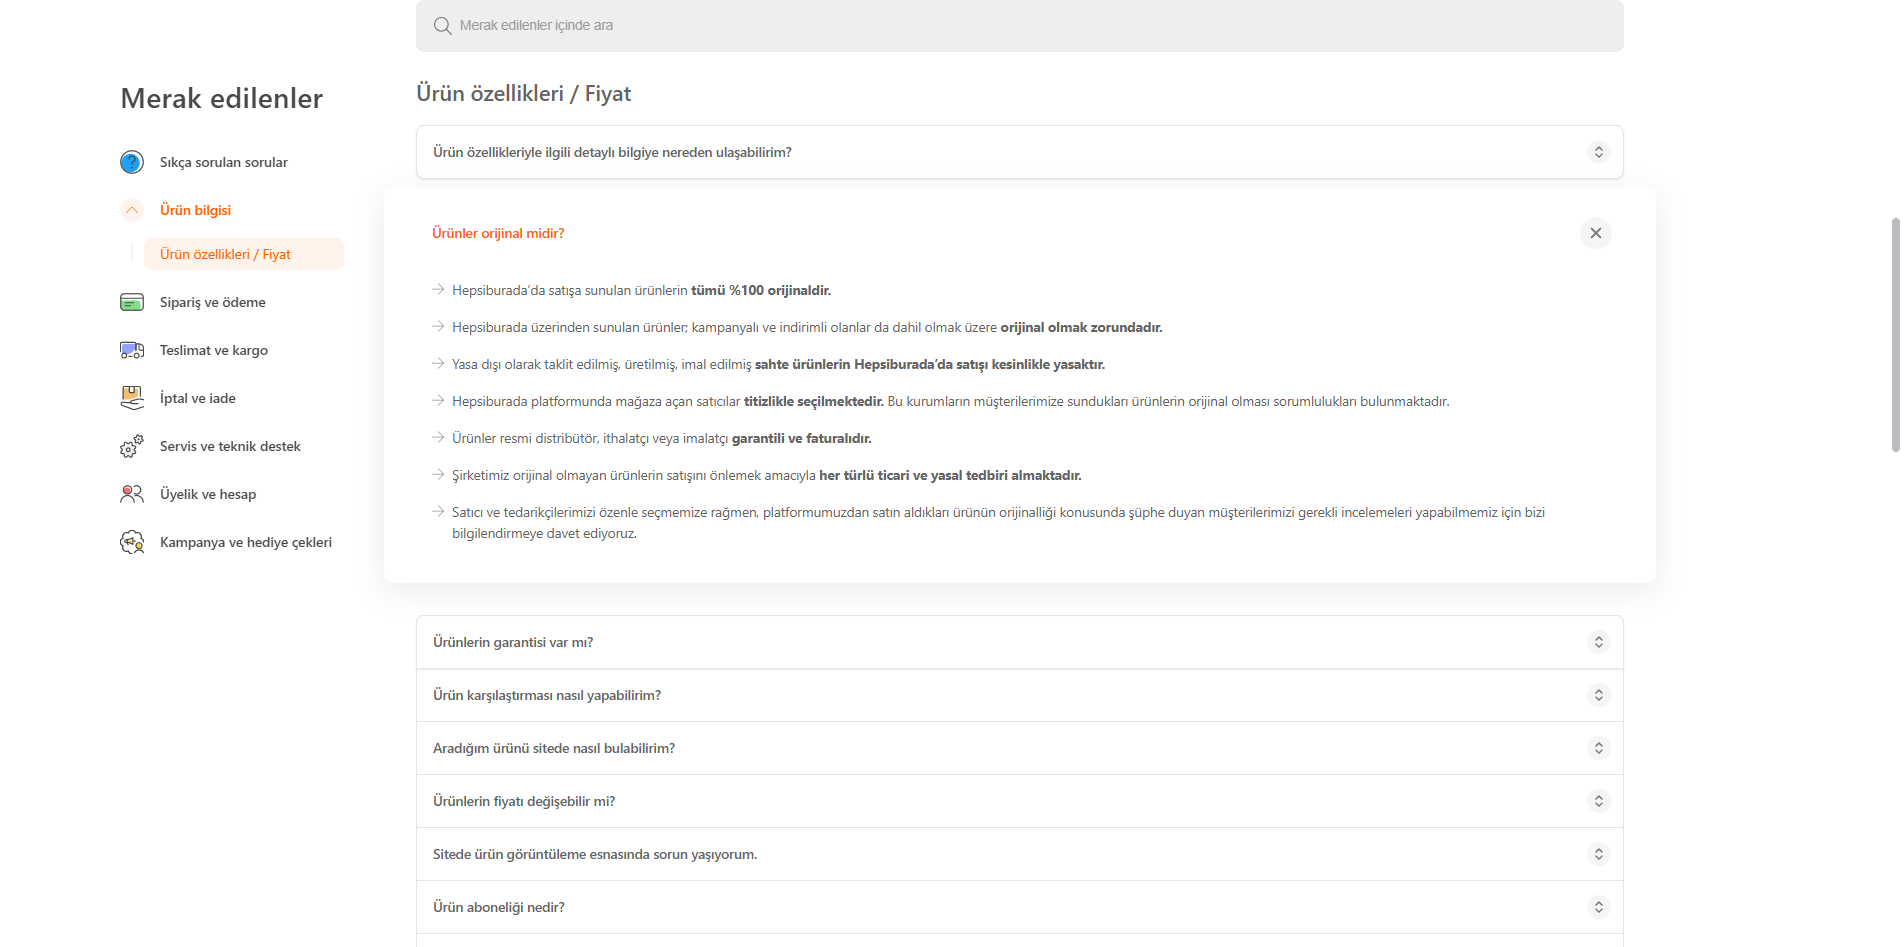 Merak edilenler içinde ara
Merak edilenler
Sıkça sorulan sorular
Ürün bilgisi
Ürün özellikleri / Fiyat
Sipariş ve ödeme
Teslimat ve kargo
İptal ve iade
Servis ve teknik destek
Üyelik ve hesap
Kampanya ve hediye çekleri
Ürün özellikleri / Fiyat
Ürün özellikleriyle ilgili detaylı bilgiye nereden ulaşabilirim?
Ürünler orijinal midir?
Hepsiburada’da satışa sunulan ürünlerin tümü %100 orijinaldir.
Hepsiburada üzerinden sunulan ürünler; kampanyalı ve indirimli olanlar da dahil olmak üzere orijinal olmak zorundadır.
Yasa dışı olarak taklit edilmiş, üretilmiş, imal edilmiş sahte ürünlerin Hepsiburada’da satışı kesinlikle yasaktır.
Hepsiburada platformunda mağaza açan satıcılar titizlikle seçilmektedir. Bu kurumların müşterilerimize sundukları ürünlerin orijinal olması sorumlulukları bulunmaktadır.
Ürünler resmi distribütör, ithalatçı veya imalatçı garantili ve faturalıdır.
Şirketimiz orijinal olmayan ürünlerin satışını önlemek amacıyla her türlü ticari ve yasal tedbiri almaktadır.
Satıcı ve tedarikçilerimizi özenle seçmemize rağmen, platformumuzdan satın aldıkları ürünün orijinalliği konusunda şüphe duyan müşterilerimizi gerekli incelemeleri yapabilmemiz için bizi
bilgilendirmeye davet ediyoruz.
Ürünlerin garantisi var mı?
Ürün karşılaştırması nasıl yapabilirim?
Aradığım ürünü sitede nasıl bulabilirim?
Ürünlerin fiyatı değişebilir mi?
Sitede ürün görüntüleme esnasında sorun yaşıyorum.
Ürün aboneliği nedir?